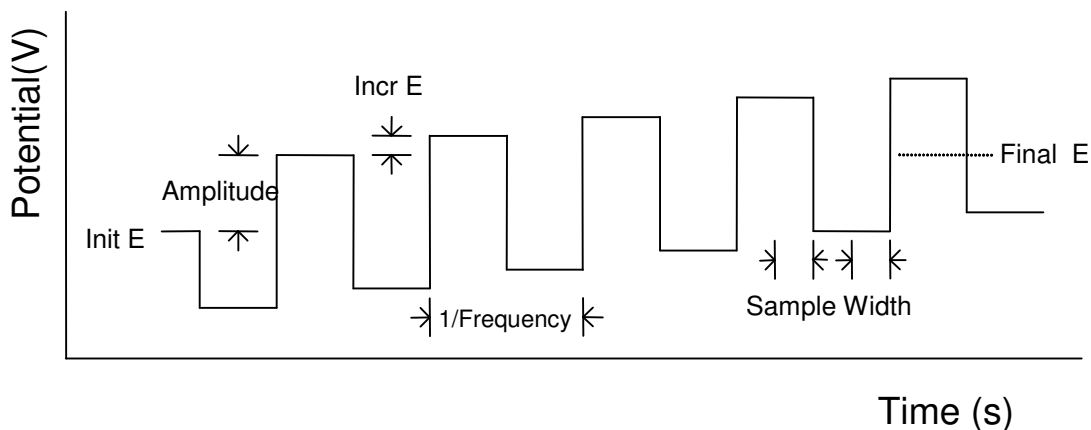 Potential(V)
Incr E
Amplitude
Init E
Final E
Sample Width
1/Frequency
Time (s)